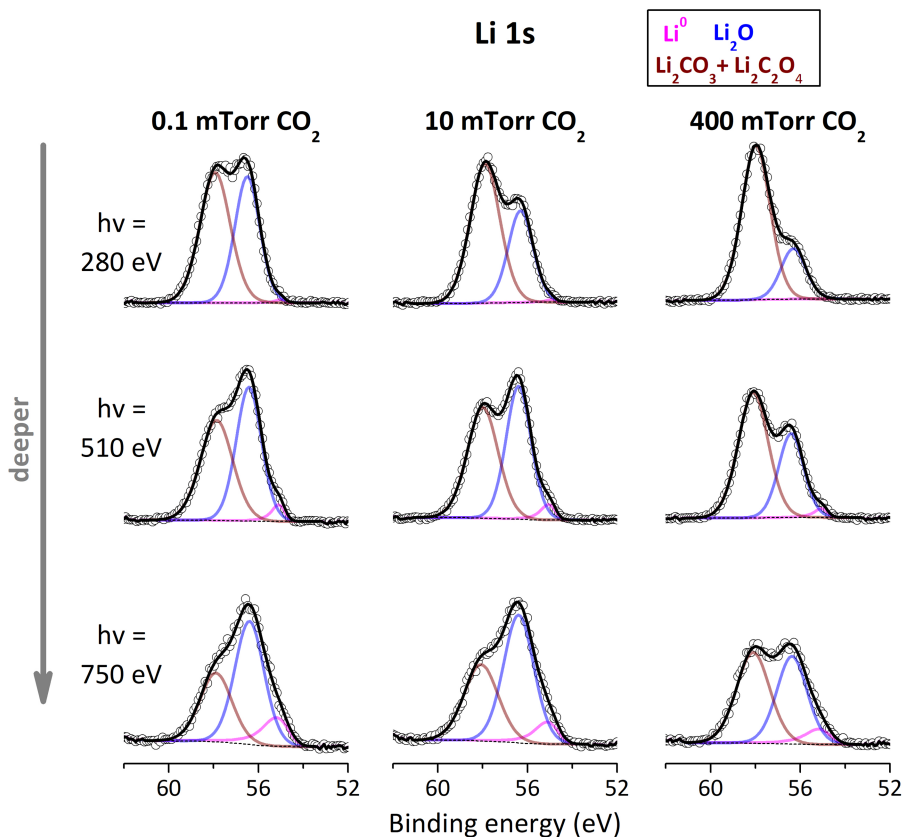 Li 1s
Li⁰ Li₂O
Li₂CO₃+ Li₂C₂O₄
0.1 mTorr CO₂ 10 mTorr CO₂ 400 mTorr CO₂
hv =
280 eV
hv =
510 eV
deeper
hv =
750 eV
60 56 52 60 56 52 60 56 52
Binding energy (eV)